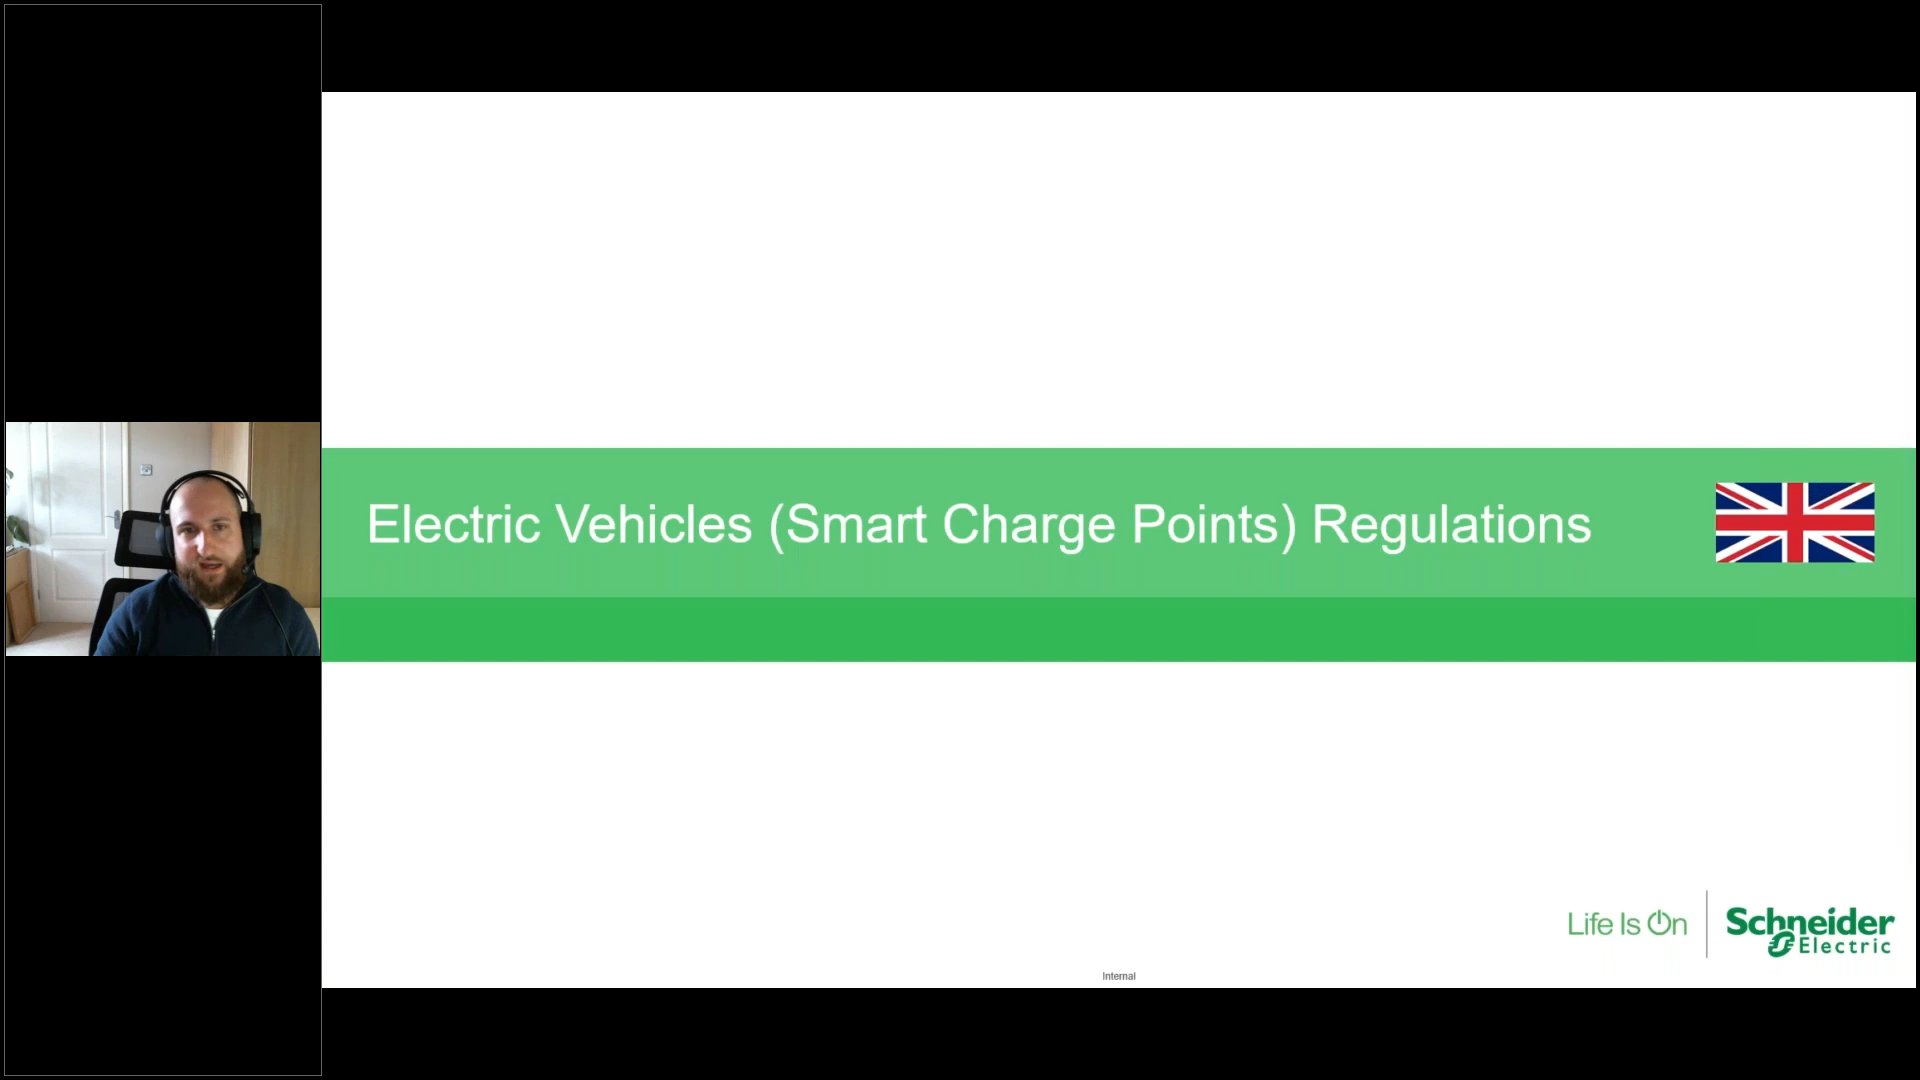 Electric Vehicles (Smart Charge Points) Regulations
Life Is On
Schneider
Electric
Internal